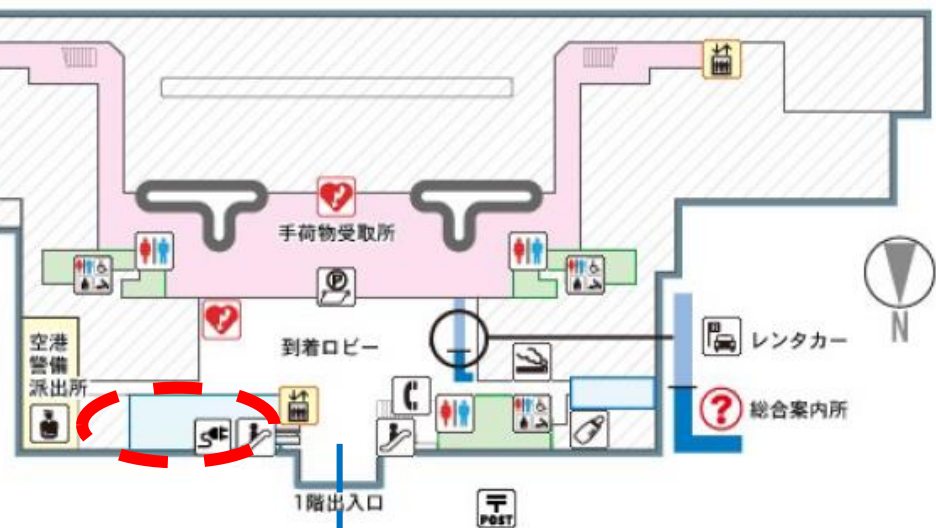 手荷物受取所
P
到着ロビー
空港
警備
派出所
レンタカー
総合案内所
?
N
1階出入口
〒
POST